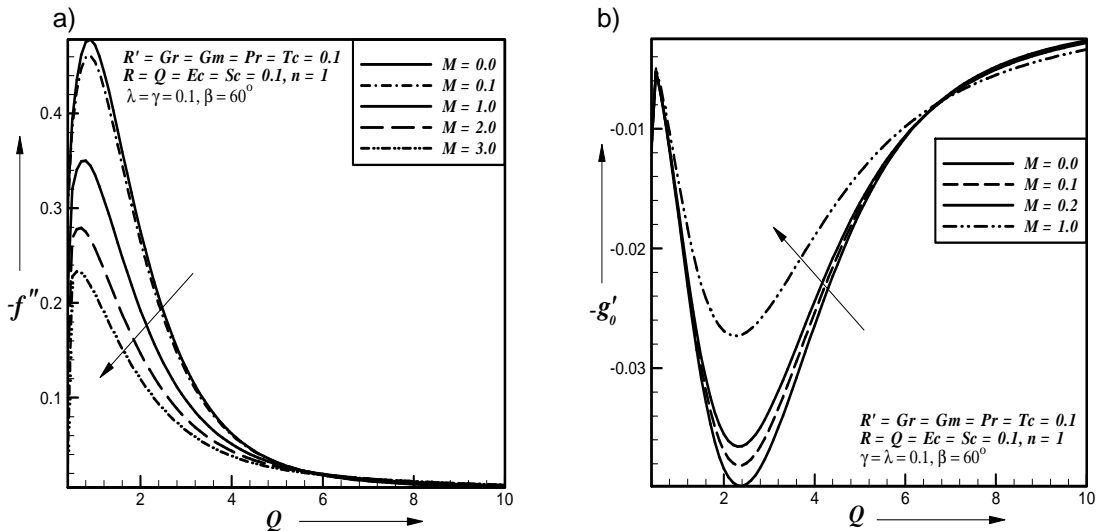 a)
R' = Gr = Gm = Pr = Tc = 0.1
R = Q = Ec = Sc = 0.1, n = 1
λ = γ = 0.1, β = 60°
M = 0.0
M = 0.1
M = 1.0
M = 2.0
M = 3.0
0.4
0.3
0.2
0.1
-f''
2
4
6
8
10
Q
b)
-0.01
-0.02
-0.03
-g'₀
M = 0.0
M = 0.1
M = 0.2
M = 1.0
R' = Gr = Gm = Pr = Tc = 0.1
R = Q = Ec = Sc = 0.1, n = 1
γ = λ = 0.1, β = 60°
2
4
6
8
10
Q